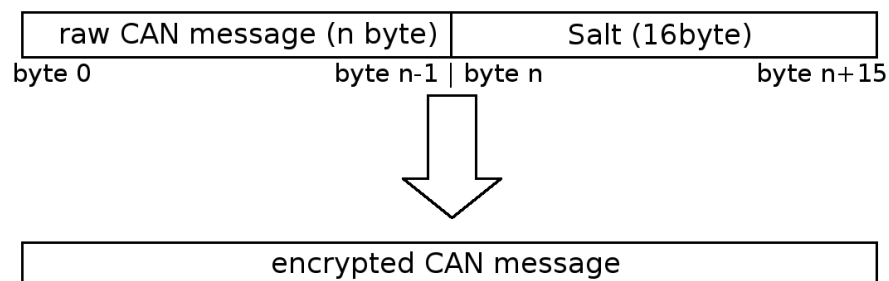 raw CAN message (n byte) Salt (16byte)
byte 0 byte n-1 | byte n byte n+15
encrypted CAN message